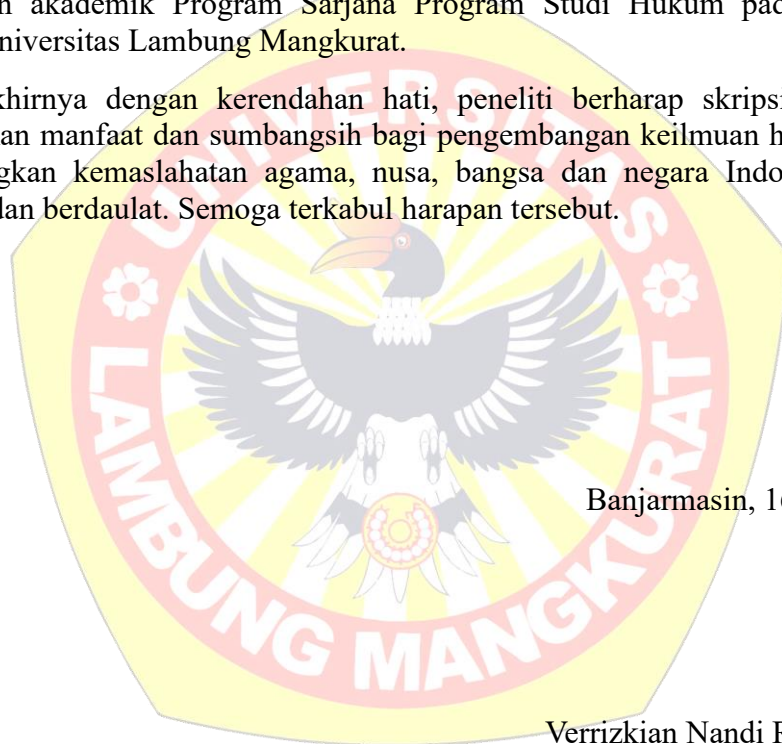 akademik Program Sarjana Program Studi Hukum
niversitas Lambung Mangkurat.
khirnya dengan kerendahan hati, peneliti berharap skripsi
an manfaat dan sumbangsih bagi pengembangan keilmuan
gkan kemaslahatan agama, nusa, bangsa dan negara Indo
dan berdaulat. Semoga terkabul harapan tersebut.
UNIVERSITAS
LAMBUNG MANGKURAT
Banjarmasin, 1
Verrizkian Nandi